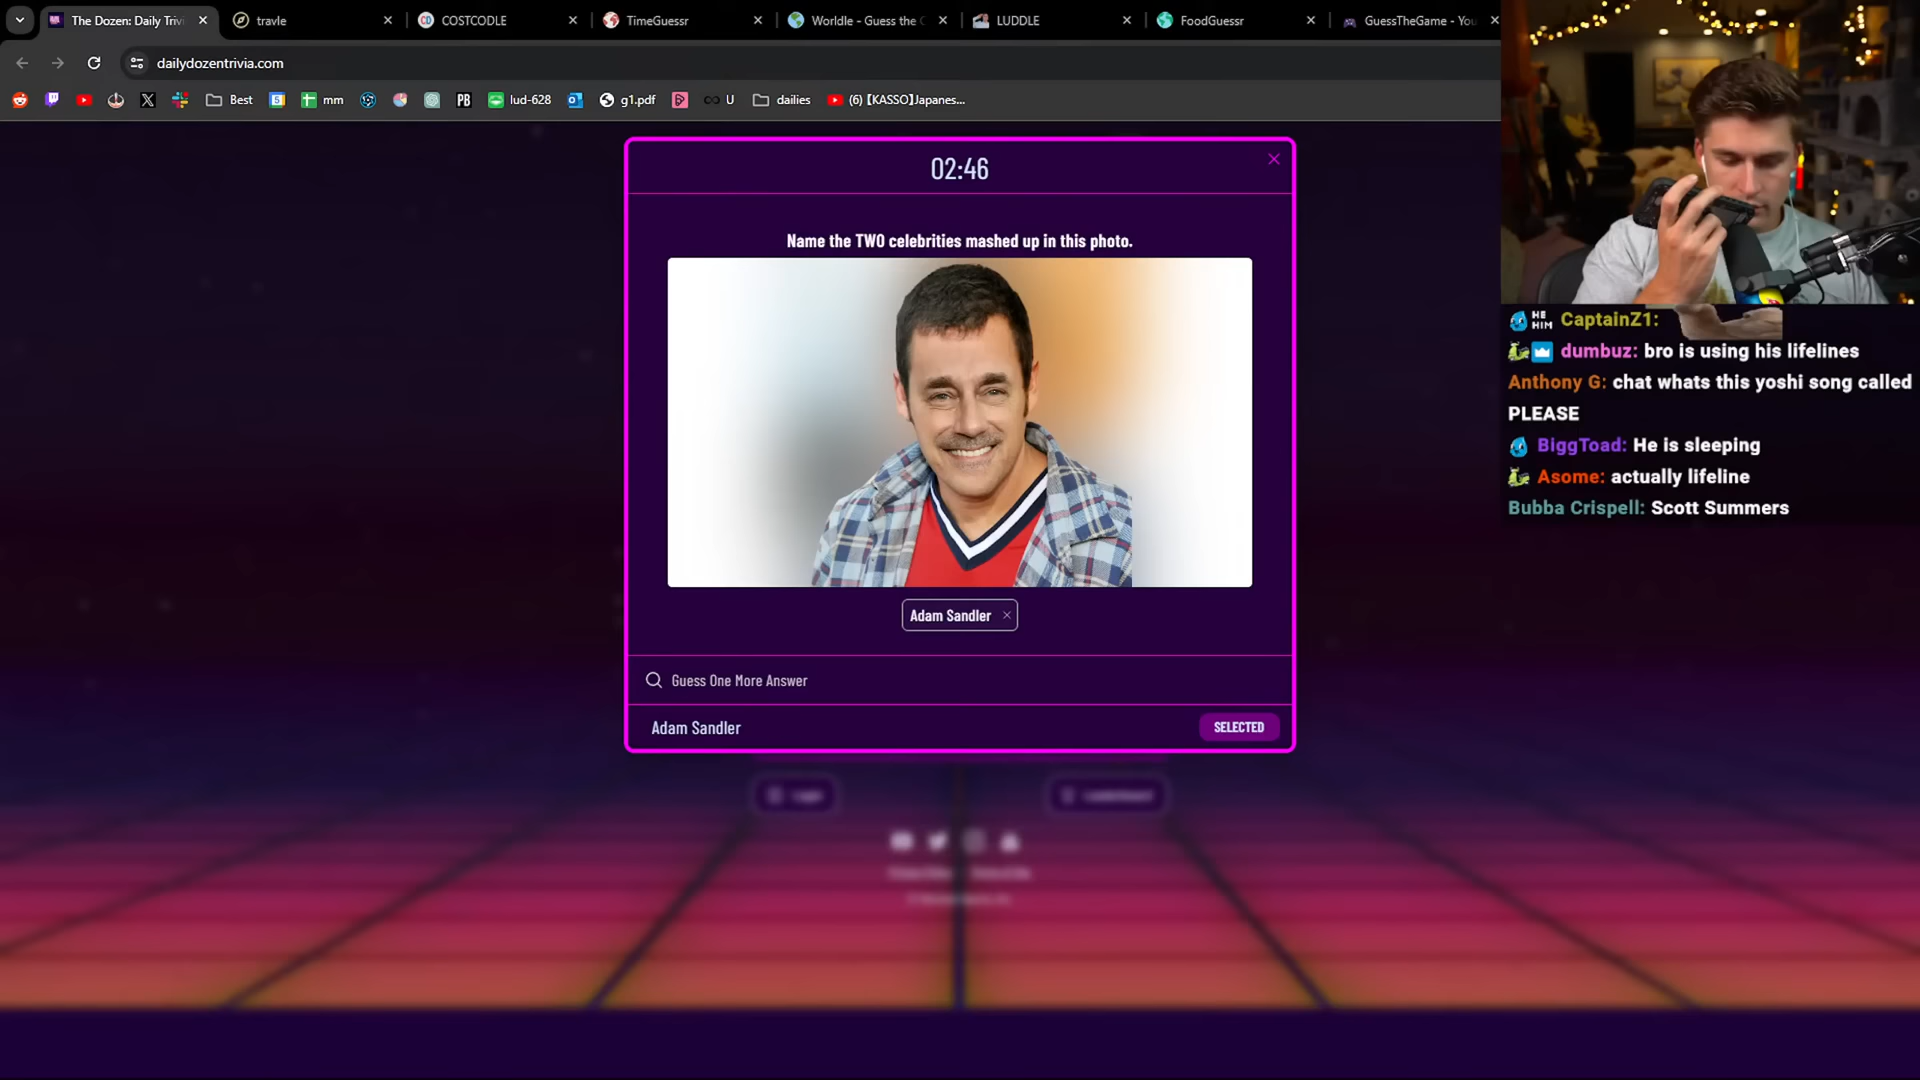 The Dozen: Daily Trivi
travle
COSTCODLE
TimeGuessr
Worldle - Guess the C
LUDDLE
FoodGuessr
GuessTheGame - You
dailydozentrivia.com
Best
mm
PB
lud-628
g1.pdf
U
dailies
(6) 【KASSO】Japanes...
02:46
Name the TWO celebrities mashed up in this photo.
Adam Sandler
Guess One More Answer
Adam Sandler
SELECTED
HE HIM CaptainZ1:
dumbuz: bro is using his lifelines
Anthony G: chat whats this yoshi song called
PLEASE
BiggToad: He is sleeping
Asome: actually lifeline
Bubba Crispell: Scott Summers